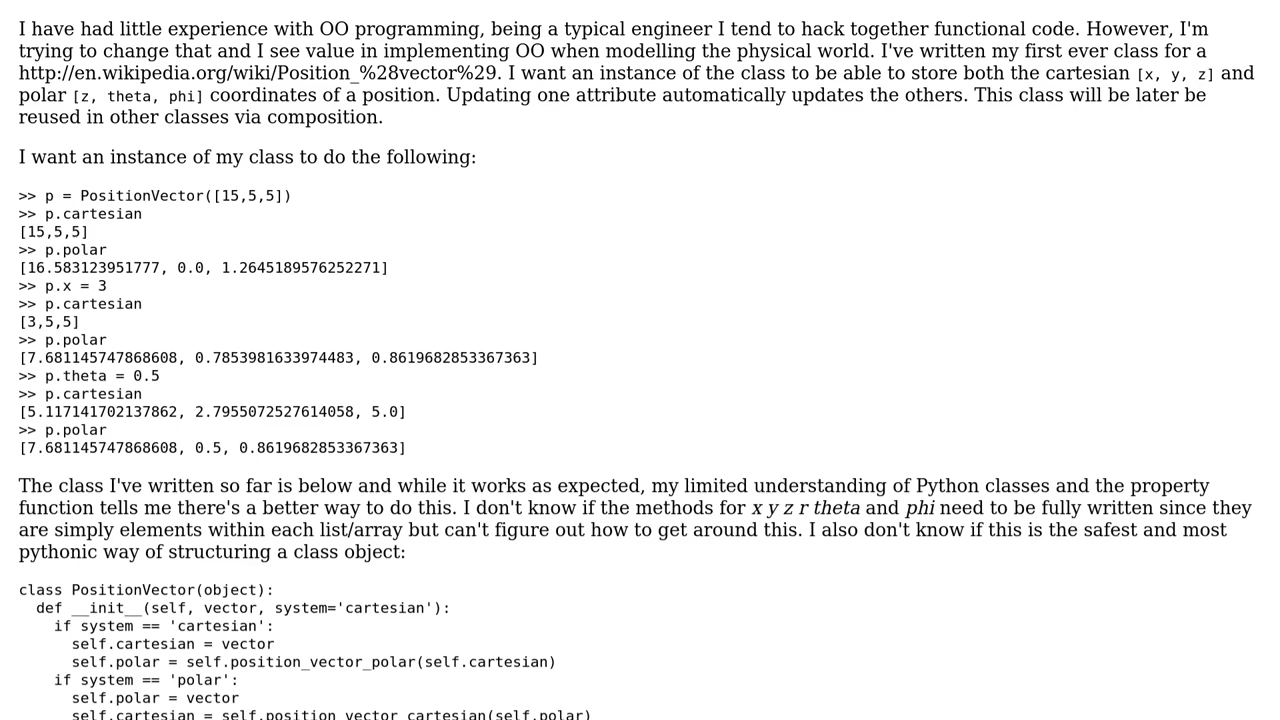 I have had little experience with OO programming, being a typical engineer I tend to hack together functional code. However, I'm
trying to change that and I see value in implementing OO when modelling the physical world. I've written my first ever class for a
http://en.wikipedia.org/wiki/Position_%28vector%29. I want an instance of the class to be able to store both the cartesian [x, y, z] and
polar [z, theta, phi] coordinates of a position. Updating one attribute automatically updates the others. This class will be later be
reused in other classes via composition.
I want an instance of my class to do the following:
>> p = PositionVector([15,5,5])
>> p.cartesian
[15,5,5]
>> p.polar
[16.583123951777, 0.0, 1.2645189576252271]
>> p.x = 3
>> p.cartesian
[3,5,5]
>> p.polar
[7.681145747868608, 0.7853981633974483, 0.8619682853367363]
>> p.theta = 0.5
>> p.cartesian
[5.117141702137862, 2.7955072527614058, 5.0]
>> p.polar
[7.681145747868608, 0.5, 0.8619682853367363]
The class I've written so far is below and while it works as expected, my limited understanding of Python classes and the property
function tells me there's a better way to do this. I don't know if the methods for x y z r theta and phi need to be fully written since they
are simply elements within each list/array but can't figure out how to get around this. I also don't know if this is the safest and most
pythonic way of structuring a class object:
class PositionVector(object):
  def __init__(self, vector, system='cartesian'):
    if system == 'cartesian':
      self.cartesian = vector
      self.polar = self.position_vector_polar(self.cartesian)
    if system == 'polar':
      self.polar = vector
      self.cartesian = self.position_vector_cartesian(self.polar)